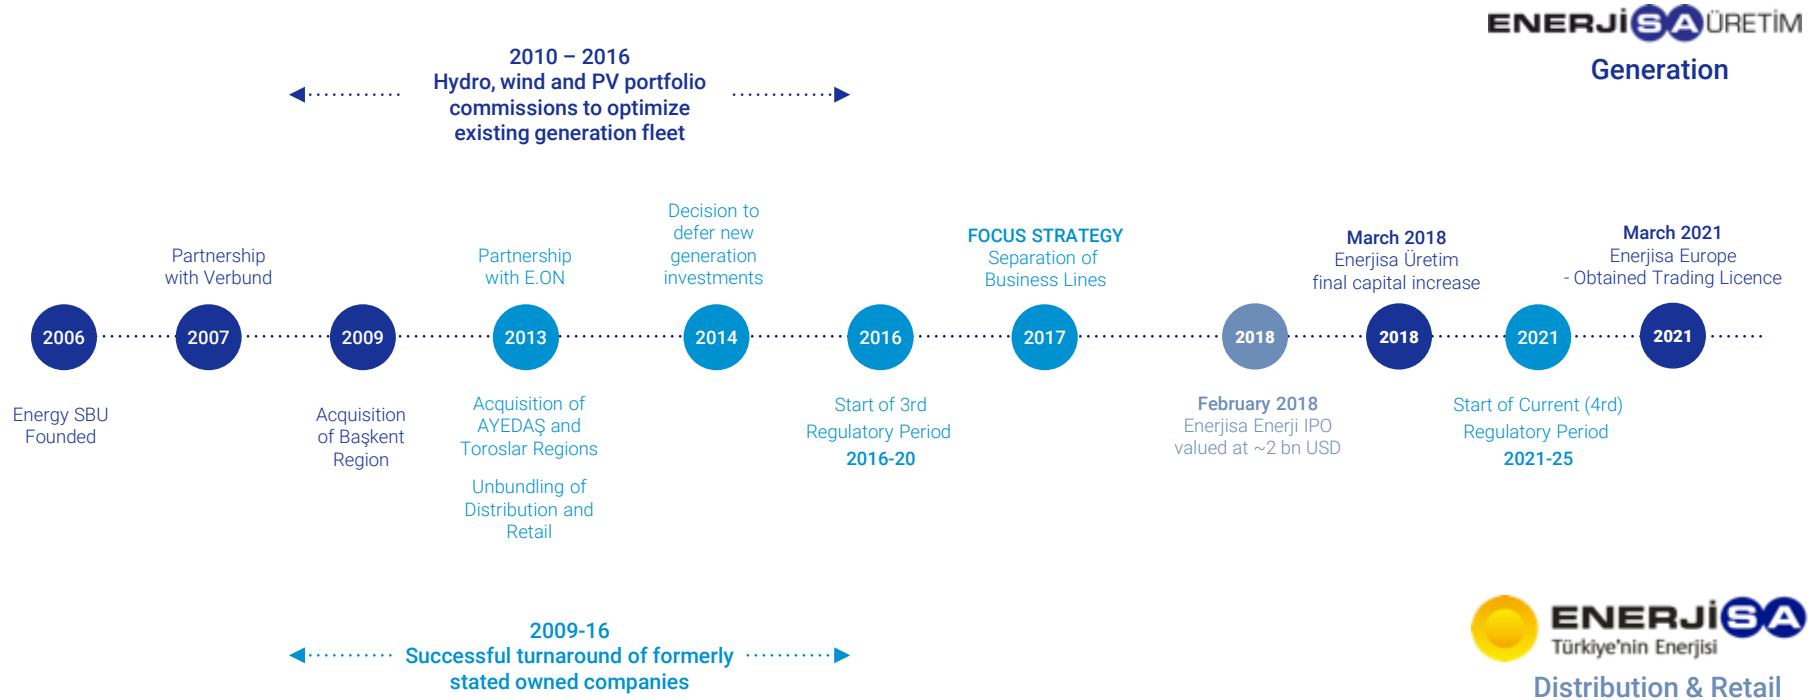 ENERJİSA ÜRETİM
Generation
2010 – 2016
Hydro, wind and PV portfolio
commissions to optimize
existing generation fleet
Partnership
with Verbund
Partnership
with E.ON
Decision to
defer new
generation
investments
FOCUS STRATEGY
Separation of
Business Lines
March 2018
Enerjisa Üretim
final capital increase
March 2021
Enerjisa Europe
- Obtained Trading Licence
2006
2007
2009
2013
2014
2016
2017
2018
2018
2021
2021
Energy SBU
Founded
Acquisition
of Başkent
Region
Acquisition of
AYEDAŞ and
Toroslar Regions
Unbundling of
Distribution and
Retail
Start of 3rd
Regulatory Period
2016-20
February 2018
Enerjisa Enerji IPO
valued at ~2 bn USD
Start of Current (4rd)
Regulatory Period
2021-25
2009-16
Successful turnaround of formerly
stated owned companies
ENERJİSA
Türkiye'nin Enerjisi
Distribution & Retail